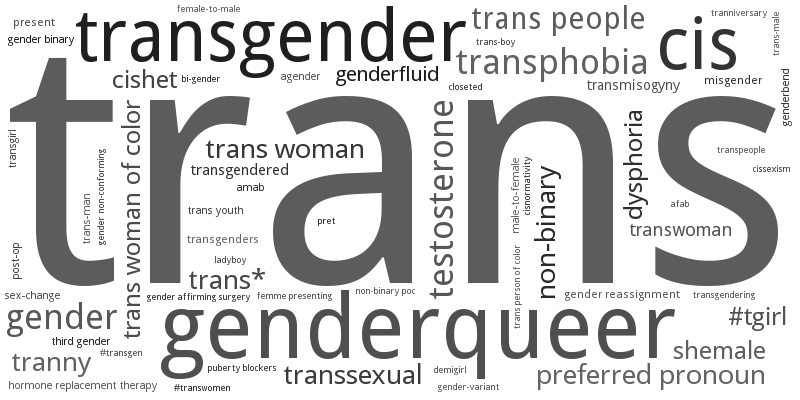 female-to-male
present
transgender
trans people
tranniversary
gender binary
trans-boy
cis
trans-male
cishet
bi-gender
agender
genderfluid
transphobia
closeted
transmisogyny
misgender
genderbend
trans
transgirl
trans woman of color
trans woman
transgendered
amab
testosterone
dysphoria
transpeople
cissexism
gender non-conforming
trans-man
trans youth
pret
male-to-female
cisnormativity
non-binary
afab
transgenders
transwoman
post-op
ladyboy
trans*
trans person of color
sex-change
gender affirming surgery
femme presenting
non-binary poc
gender reassignment
transgendering
gender
genderqueer
#tgirl
third gender
#transgen
shemale
tranny
puberty blockers
transsexual
demigirl
preferred pronoun
hormone replacement therapy
#transwomen
gender-variant